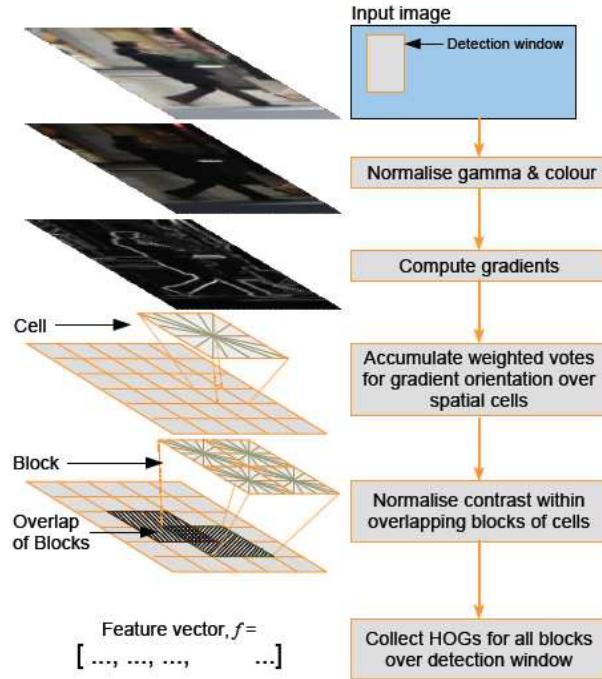 Input image
Detection window
Normalise gamma & colour
Compute gradients
Cell
Accumulate weighted votes
for gradient orientation over
spatial cells
Block
Overlap
of Blocks
Normalise contrast within
overlapping blocks of cells
Feature vector, f =
[ ..., ..., ..., ...]
Collect HOGs for all blocks
over detection window